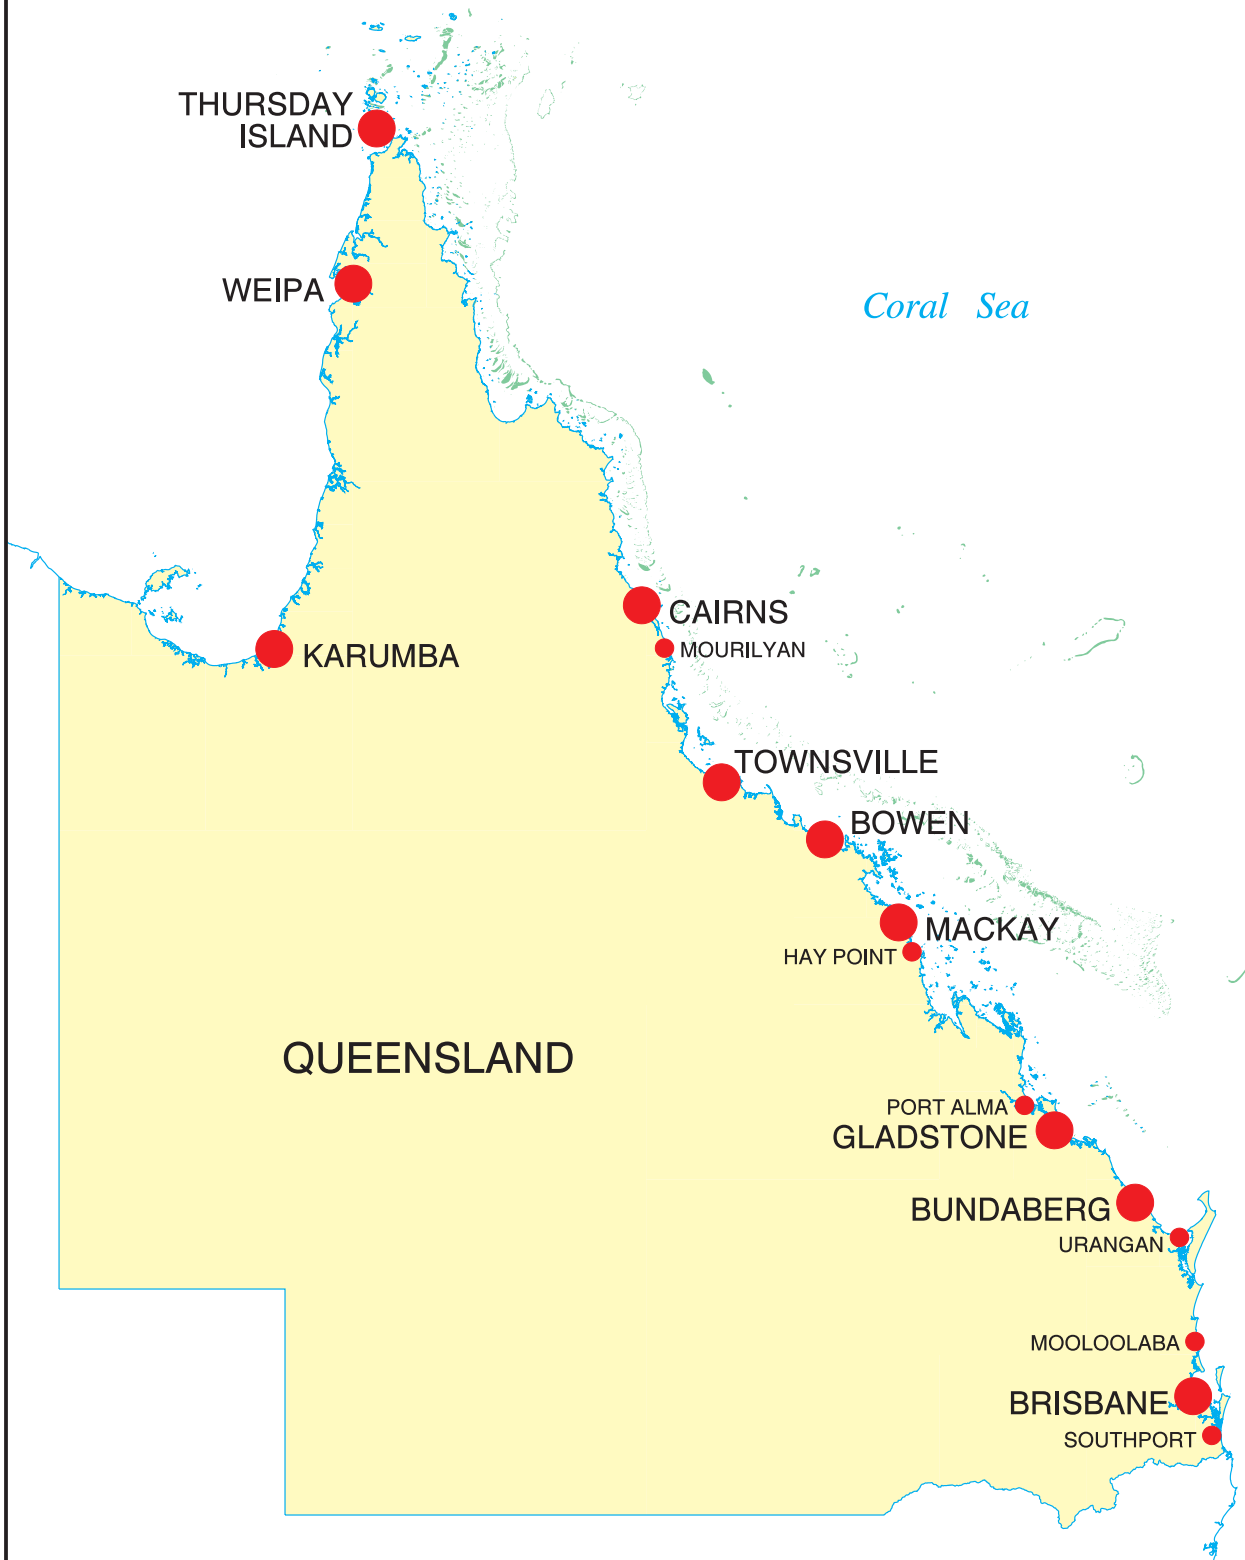 THURSDAY
ISLAND
WEIPA
Coral Sea
CAIRNS
MOURILYAN
KARUMBA
TOWNSVILLE
BOWEN
MACKAY
HAY POINT
QUEENSLAND
PORT ALMA
GLADSTONE
BUNDABERG
URANGAN
MOOLOOLABA
BRISBANE
SOUTHPORT